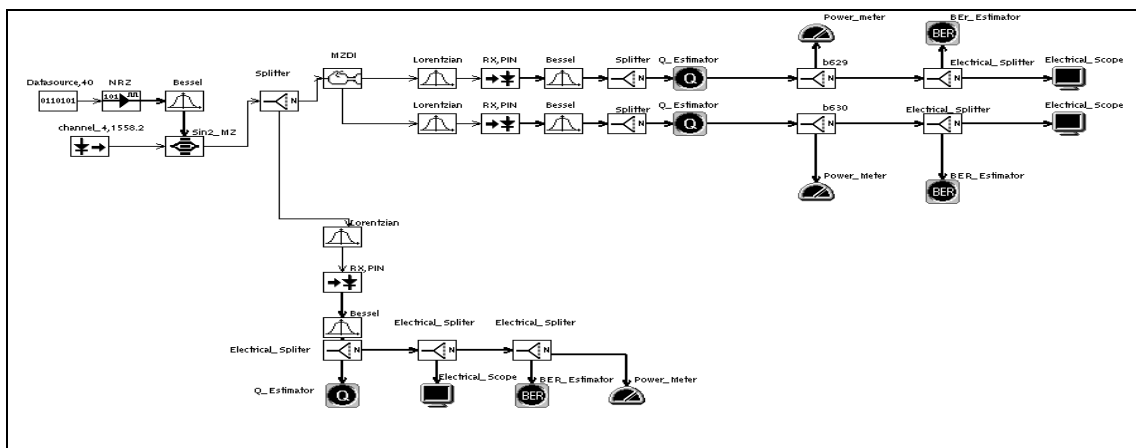 Power_meter
BEr_Estimator
MZDI
Lorentzian
RX,PIN
Bessel
Splitter
Q_Estimator
b629
Electrical_Splitter
Electrical_Scope
Datasource,40
NRZ
Bessel
Splitter
0110101
101
N
N
Q
N
N
BER
Lorentzian
RX,PIN
Bessel
Splitter
Q_Estimator
b630
Electrical_Splitter
Electrical_Scope
channel_4,1558.2
Sin2_MZ
N
Q
N
N
Power_Meter
BER_Estimator
BER
Lorentzian
RX,PIN
Bessel
Electrical_Spliter
Electrical_Spliter
Electrical_Spliter
N
N
N
Q_Estimator
Electrical_Scope
BER_Estimator
Power_Meter
Q
BER